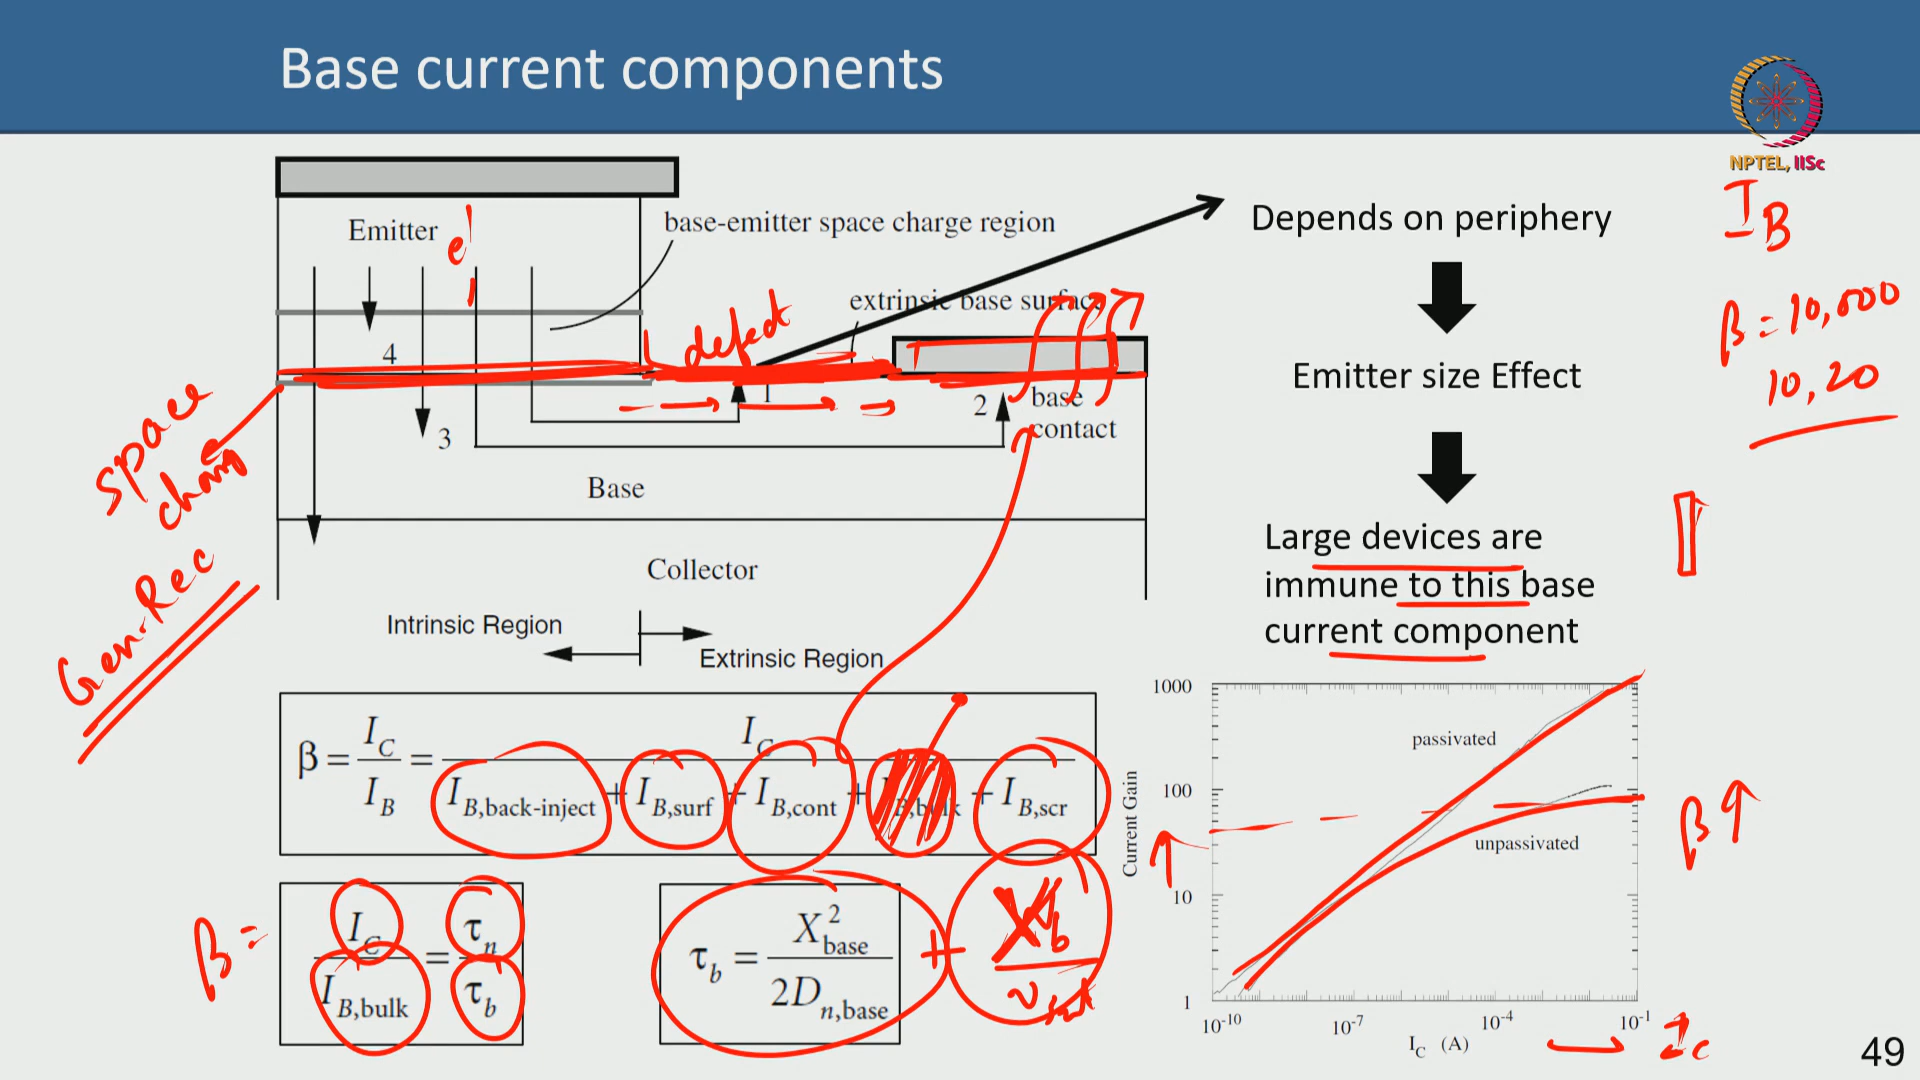 Base current components
NPTEL, IISc
Emitter
e'
base-emitter space charge region
extrinsic base surface
defect
4
1
3
2
base
contact
Base
Collector
Intrinsic Region
Extrinsic Region
space
Gen-Rec
Depends on periphery
Emitter size Effect
Large devices are
immune to this base
current component
I_B
β = 10,000
10, 20
β = I_C / I_B = I_C / (I_B,back-inject + I_B,surf + I_B,cont + I_B,bulk + I_B,scr)
β = I_C / I_B,bulk = τ_n / τ_b
τ_b = X²_base / 2D_n,base + X_b / v_sat
1000
100
10
1
Current Gain
passivated
unpassivated
10⁻¹⁰
10⁻⁷
10⁻⁴
10⁻¹
I_C (A)
I_C
β↑
49